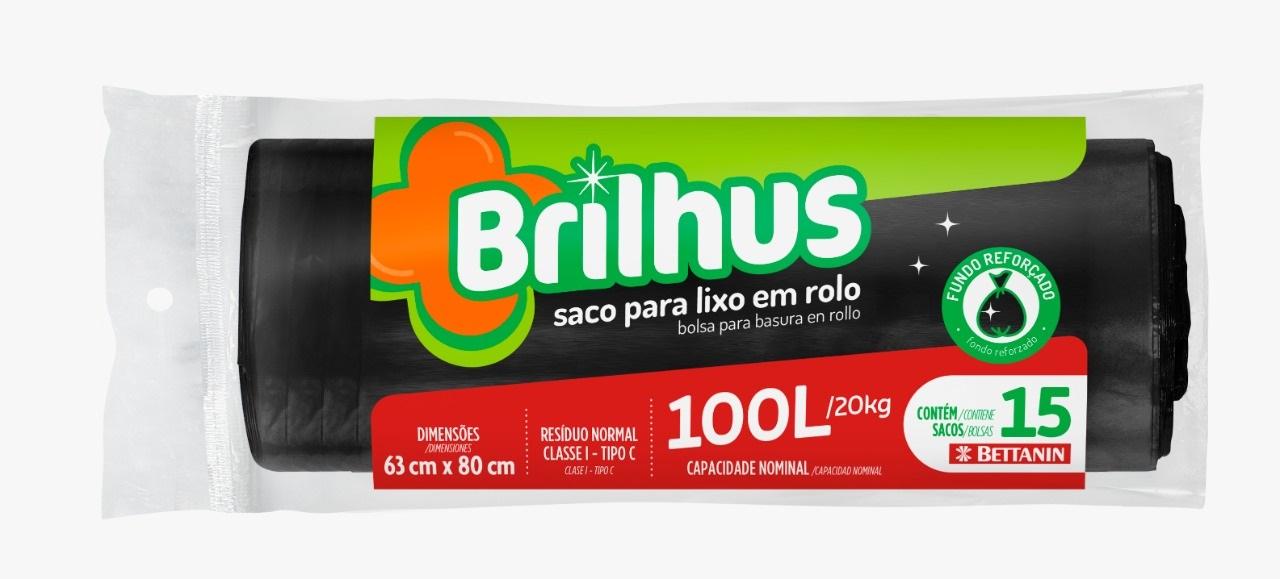 Brilhus
saco para lixo em rolo
bolsa para basura en rollo
FUNDO REFORÇADO
fondo reforzado
DIMENSÕES
/DIMENSIONES
63 cm x 80 cm
RESÍDUO NORMAL
CLASSE I - TIPO C
CLASE I - TIPO C
100L/20kg
CAPACIDADE NOMINAL /CAPACIDAD NOMINAL
CONTÉM/CONTIENE
SACOS/BOLSAS
15
BETTANIN